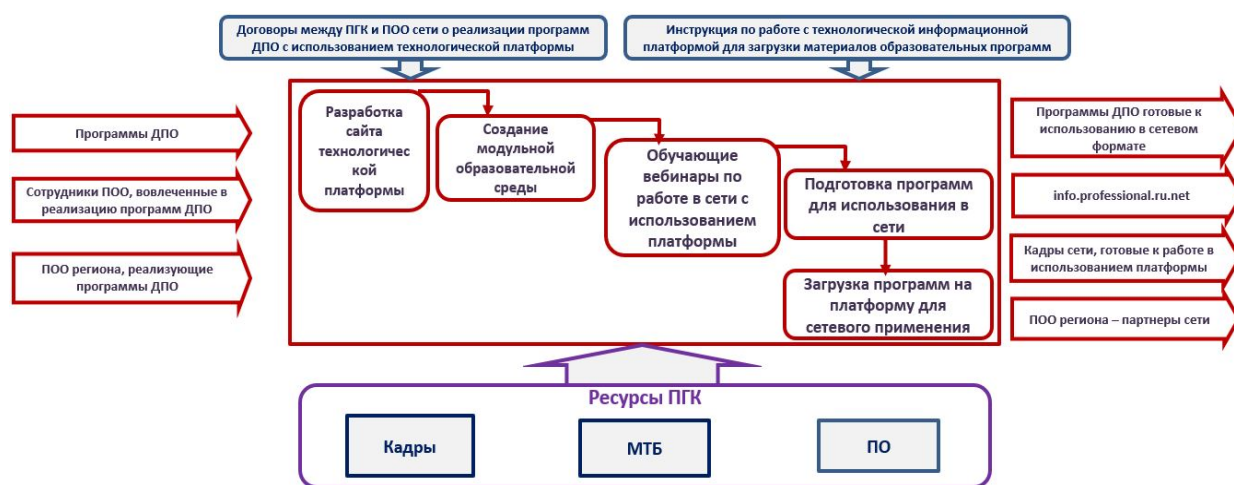 Договоры между ПГК и ПОО сети о реализации программ
ДПО с использованием технологической платформы
Инструкция по работе с технологической информационной
платформой для загрузки материалов образовательных программ
Программы ДПО
Сотрудники ПОО, вовлеченные в
реализацию программ ДПО
ПОО региона, реализующие
программы ДПО
Разработка
сайта
технологичес
кой
платформы
Создание
модульной
образовательной
среды
Обучающие
вебинары по
работе в сети с
использованием
платформы
Подготовка программ
для использования в
сети
Загрузка программ на
платформу для
сетевого применения
Программы ДПО готовые к
использованию в сетевом
формате
info.professional.ru.net
Кадры сети, готовые к работе в
использованием платформы
ПОО региона – партнеры сети
Ресурсы ПГК
Кадры
МТБ
ПО